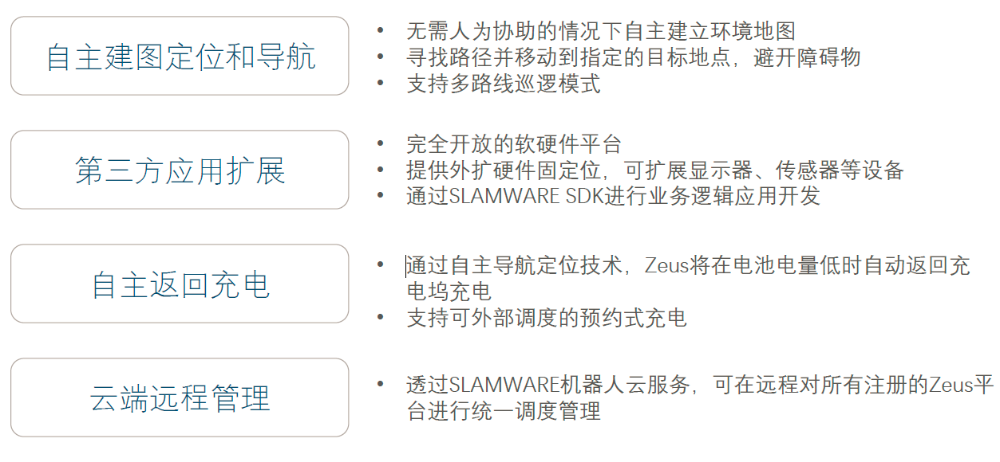 自主建图定位和导航
• 无需人为协助的情况下自主建立环境地图
• 寻找路径并移动到指定的目标地点，避开障碍物
• 支持多路线巡逻模式
第三方应用扩展
• 完全开放的软硬件平台
• 提供外扩硬件固定位，可扩展显示器、传感器等设备
• 通过SLAMWARE SDK进行业务逻辑应用开发
自主返回充电
• 通过自主导航定位技术，Zeus将在电池电量低时自动返回充
电坞充电
• 支持可外部调度的预约式充电
云端远程管理
• 透过SLAMWARE机器人云服务，可在远程对所有注册的Zeus平
台进行统一调度管理